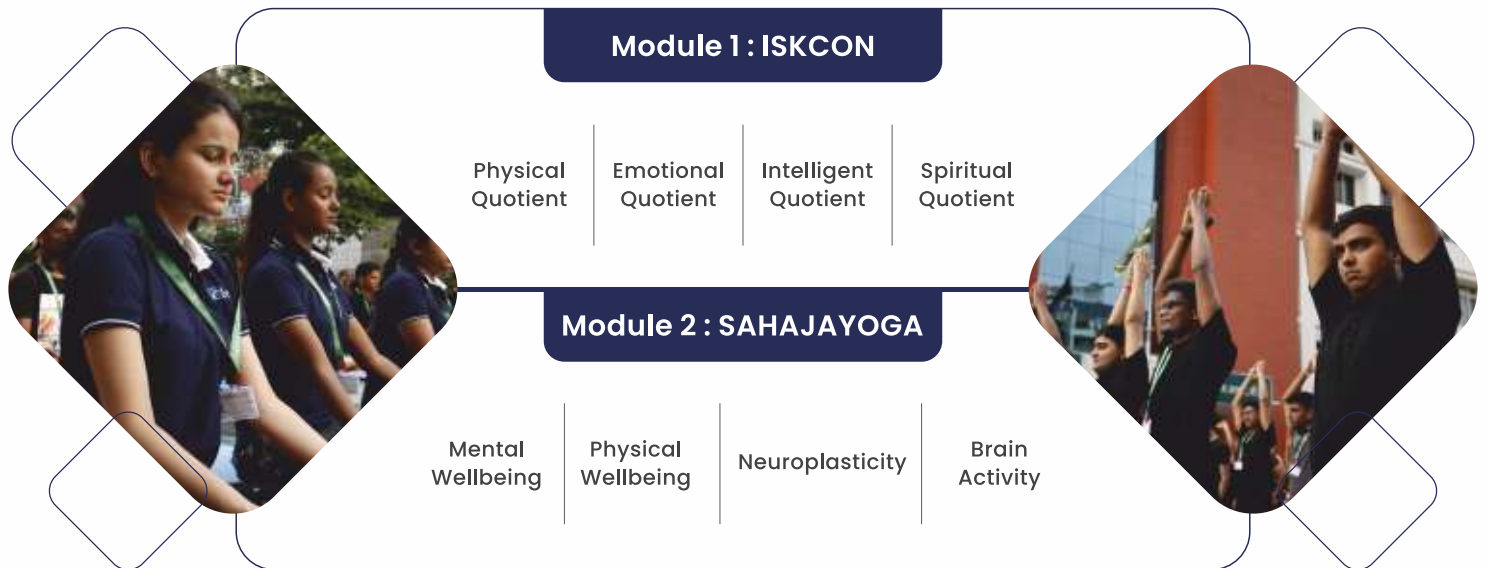 Module 1 : ISKCON
Physical
Quotient
Emotional
Quotient
Intelligent
Quotient
Spiritual
Quotient
Module 2 : SAHAJAYOGA
Mental
Wellbeing
Physical
Wellbeing
Neuroplasticity
Brain
Activity